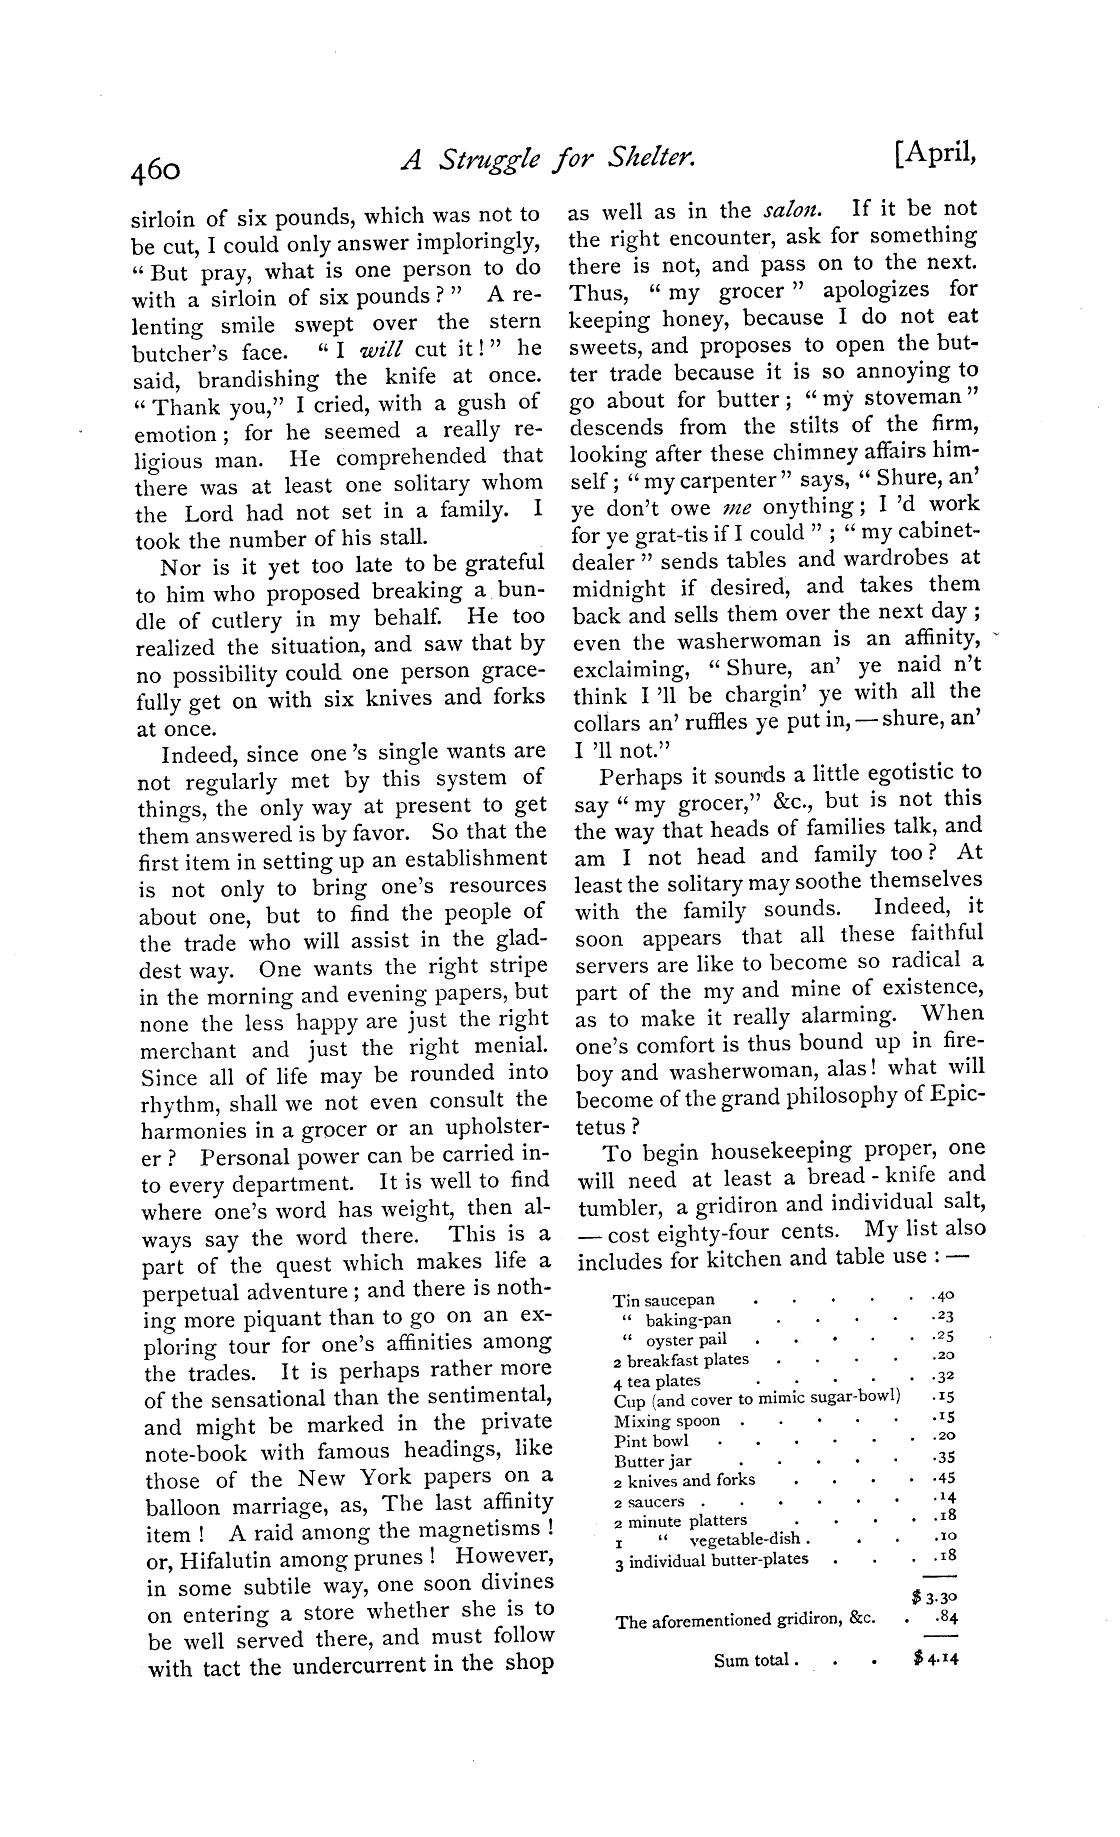 460
A Struggle for Shelter.
[April,
sirloin of six pounds, which was not to
be cut, I could only answer imploringly,
“ But pray, what is one person to do
with a sirloin of six pounds ? ” A re-
lenting smile swept over the stern
butcher's face. “ I will cut it ! ” he
said, brandishing the knife at once.
“ Thank you,” I cried, with a gush of
emotion ; for he seemed a really re-
ligious man. He comprehended that
there was at least one solitary whom
the Lord had not set in a family. I
took the number of his stall.
Nor is it yet too late to be grateful
to him who proposed breaking a bun-
dle of cutlery in my behalf. He too
realized the situation, and saw that by
no possibility could one person grace-
fully get on with six knives and forks
at once.
Indeed, since one 's single wants are
not regularly met by this system of
things, the only way at present to get
them answered is by favor. So that the
first item in setting up an establishment
is not only to bring one's resources
about one, but to find the people of
the trade who will assist in the glad-
dest way. One wants the right stripe
in the morning and evening papers, but
none the less happy are just the right
merchant and just the right menial.
Since all of life may be rounded into
rhythm, shall we not even consult the
harmonies in a grocer or an upholster-
er ? Personal power can be carried in-
to every department. It is well to find
where one's word has weight, then al-
ways say the word there. This is a
part of the quest which makes life a
perpetual adventure ; and there is noth-
ing more piquant than to go on an ex-
ploring tour for one's affinities among
the trades. It is perhaps rather more
of the sensational than the sentimental,
and might be marked in the private
note-book with famous headings, like
those of the New York papers on a
balloon marriage, as, The last affinity
item ! A raid among the magnetisms !
or, Hifalutin among prunes ! However,
in some subtile way, one soon divines
on entering a store whether she is to
be well served there, and must follow
with tact the undercurrent in the shop
as well as in the salon. If it be not
the right encounter, ask for something
there is not, and pass on to the next.
Thus, “ my grocer ” apologizes for
keeping honey, because I do not eat
sweets, and proposes to open the but-
ter trade because it is so annoying to
go about for butter ; “ my stoveman ”
descends from the stilts of the firm,
looking after these chimney affairs him-
self ; “ my carpenter ” says, “ Shure, an'
ye don't owe me onything ; I 'd work
for ye grat-tis if I could ” ; “ my cabinet-
dealer ” sends tables and wardrobes at
midnight if desired, and takes them
back and sells them over the next day ;
even the washerwoman is an affinity,
exclaiming, “ Shure, an' ye naid n't
think I 'll be chargin' ye with all the
collars an' ruffles ye put in, — shure, an'
I 'll not.”
Perhaps it sounds a little egotistic to
say “ my grocer,” &c., but is not this
the way that heads of families talk, and
am I not head and family too ? At
least the solitary may soothe themselves
with the family sounds. Indeed, it
soon appears that all these faithful
servers are like to become so radical a
part of the my and mine of existence,
as to make it really alarming. When
one's comfort is thus bound up in fire-
boy and washerwoman, alas ! what will
become of the grand philosophy of Epic-
tetus ?
To begin housekeeping proper, one
will need at least a bread - knife and
tumbler, a gridiron and individual salt,
— cost eighty-four cents. My list also
includes for kitchen and table use : —
Tin saucepan . . . . . . .40
“ baking-pan . . . . .23
“ oyster pail . . . . . .25
2 breakfast plates . . . . .20
4 tea plates . . . . . .32
Cup (and cover to mimic sugar-bowl) .15
Mixing spoon . . . . . .15
Pint bowl . . . . . . .20
Butter jar . . . . . .35
2 knives and forks . . . . .45
2 saucers . . . . . . .14
2 minute platters . . . . .18
1 “ vegetable-dish . . . .10
3 individual butter-plates . . . .18
$ 3.30
The aforementioned gridiron, &c. . .84
Sum total . . . $ 4.14